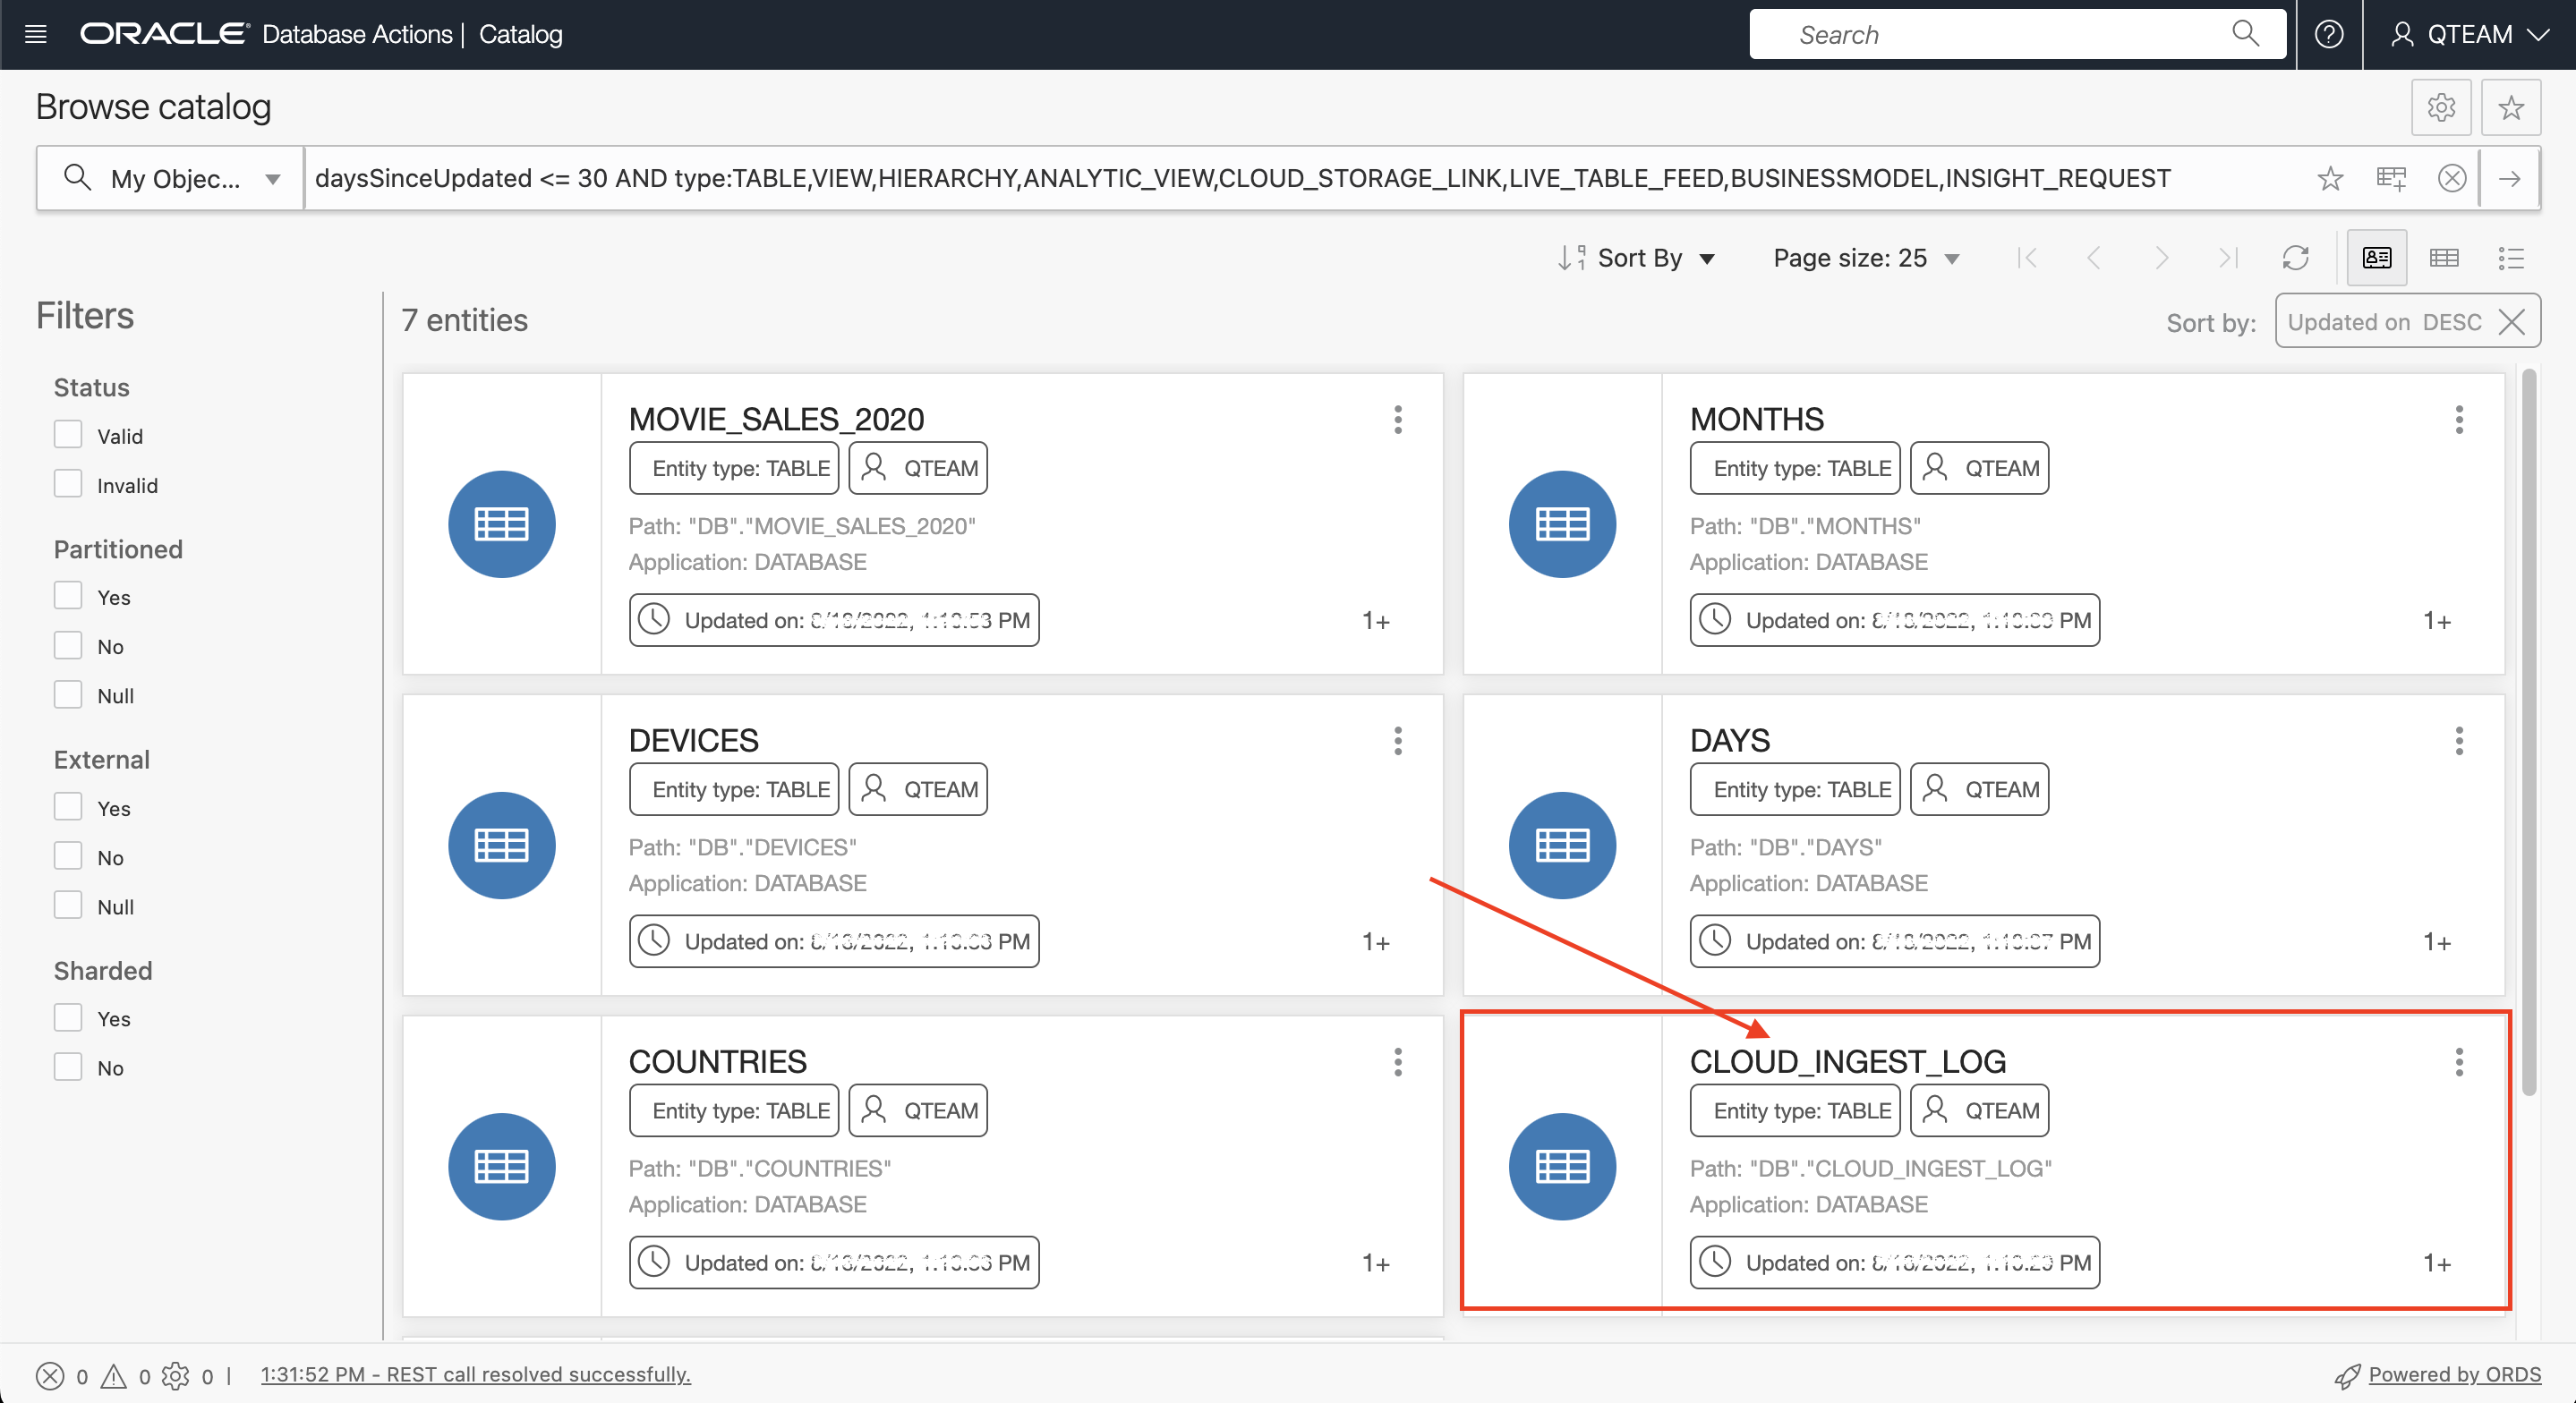 ORACLE Database Actions | Catalog
Search
QTEAM
Browse catalog
My Objec...
daysSinceUpdated <= 30 AND type:TABLE,VIEW,HIERARCHY,ANALYTIC_VIEW,CLOUD_STORAGE_LINK,LIVE_TABLE_FEED,BUSINESSMODEL,INSIGHT_REQUEST
Sort By
Page size: 25
Filters
7 entities
Sort by:
Updated on DESC
Status
Valid
Invalid
Partitioned
Yes
No
Null
External
Yes
No
Null
Sharded
Yes
No
MOVIE_SALES_2020
Entity type: TABLE
QTEAM
Path: "DB"."MOVIE_SALES_2020"
Application: DATABASE
Updated on: PM
1+
MONTHS
Entity type: TABLE
QTEAM
Path: "DB"."MONTHS"
Application: DATABASE
Updated on: PM
1+
DEVICES
Entity type: TABLE
QTEAM
Path: "DB"."DEVICES"
Application: DATABASE
Updated on: PM
1+
DAYS
Entity type: TABLE
QTEAM
Path: "DB"."DAYS"
Application: DATABASE
Updated on: PM
1+
COUNTRIES
Entity type: TABLE
QTEAM
Path: "DB"."COUNTRIES"
Application: DATABASE
Updated on: PM
1+
CLOUD_INGEST_LOG
Entity type: TABLE
QTEAM
Path: "DB"."CLOUD_INGEST_LOG"
Application: DATABASE
Updated on: PM
1+
0 0 0 | 1:31:52 PM - REST call resolved successfully.
Powered by ORDS